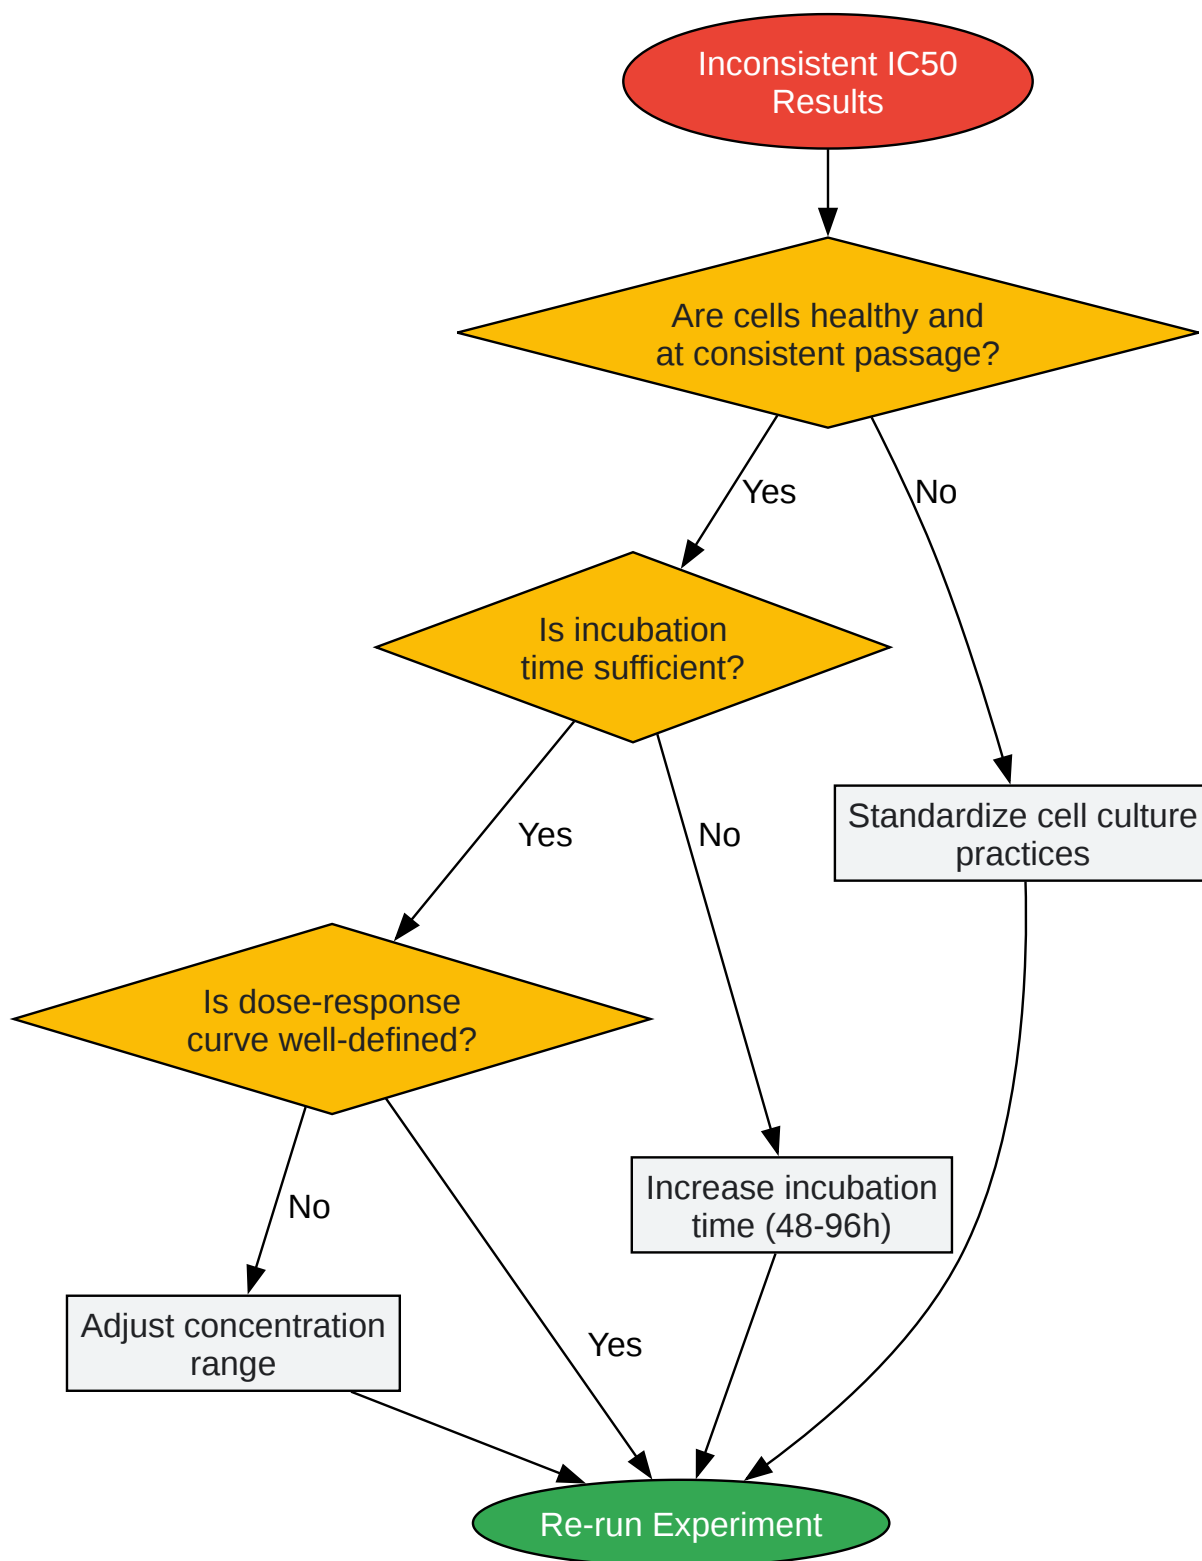 Inconsistent IC50
Results
Are cells healthy and
at consistent passage?
Yes
No
Is incubation
time sufficient?
Yes
No
Standardize cell culture
practices
Is dose-response
curve well-defined?
No
Yes
Increase incubation
time (48-96h)
Adjust concentration
range
Re-run Experiment